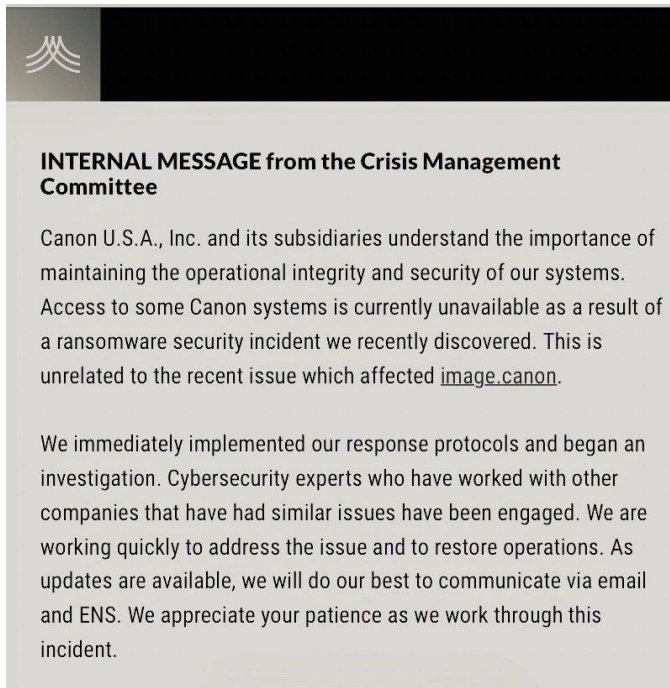 INTERNAL MESSAGE from the Crisis Management
Committee
Canon U.S.A., Inc. and its subsidiaries understand the importance of
maintaining the operational integrity and security of our systems.
Access to some Canon systems is currently unavailable as a result of
a ransomware security incident we recently discovered. This is
unrelated to the recent issue which affected image.canon.
We immediately implemented our response protocols and began an
investigation. Cybersecurity experts who have worked with other
companies that have had similar issues have been engaged. We are
working quickly to address the issue and to restore operations. As
updates are available, we will do our best to communicate via email
and ENS. We appreciate your patience as we work through this
incident.